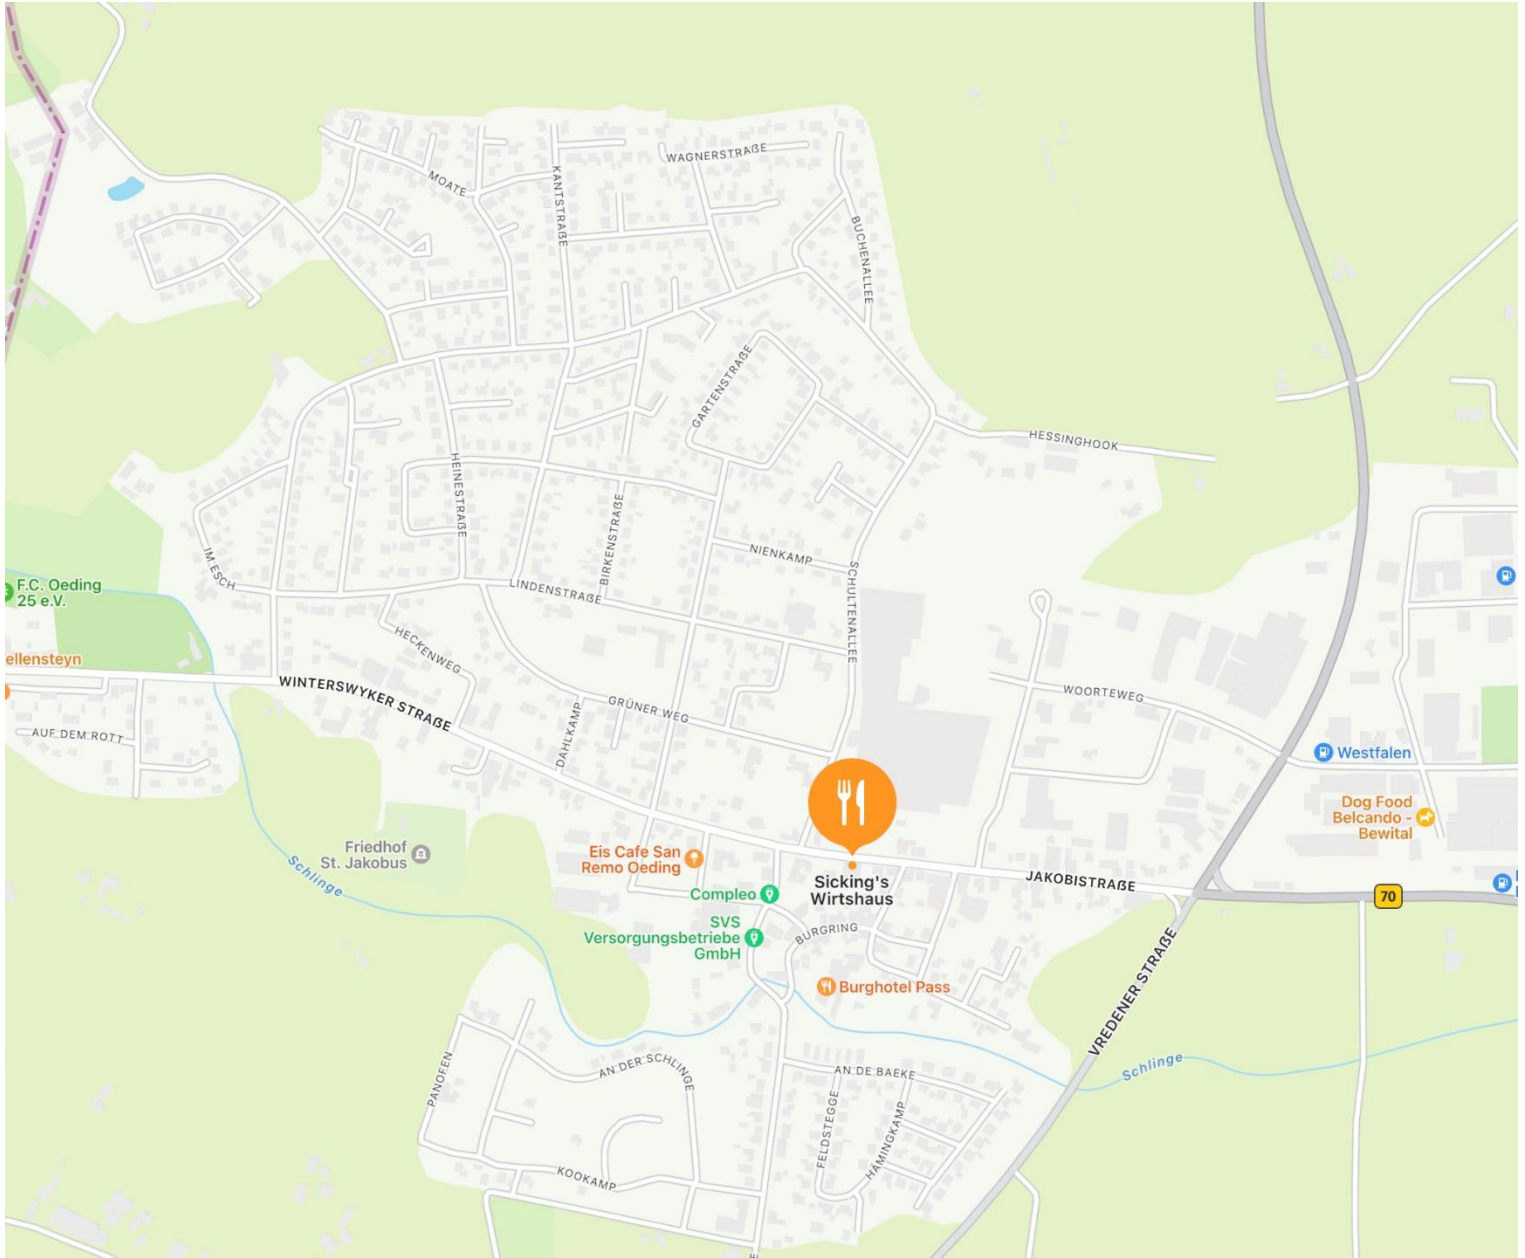 WAGNERSTRAßE
MOATE
KANTSTRAßE
BUCHENALLEE
GARTENSTRAßE
HESSINGHOOK
HEINESTRAßE
BIRKENSTRAßE
NIENKAMP
IM ESCH
LINDENSTRAßE
SCHULTENALLEE
F.C. Oeding
25 e.V.
HECKENWEG
ellensteyn
WINTERSWYKER STRAßE
WOORTEWEG
GRÜNER WEG
DAHLKAMP
AUF DEM ROTT
Westfalen
Dog Food
Belcando -
Bewital
Friedhof
St. Jakobus
Schlinge
Eis Cafe San
Remo Oeding
Sicking's
Wirtshaus
JAKOBISTRAßE
70
Compleo
SVS
Versorgungsbetriebe
GmbH
BURGRING
Burghotel Pass
VREDENER STRAßE
Schlinge
PANOFEN
AN DER SCHLINGE
AN DE BAEKE
FELDSTEGGE
HÄMINGKAMP
KOOKAMP